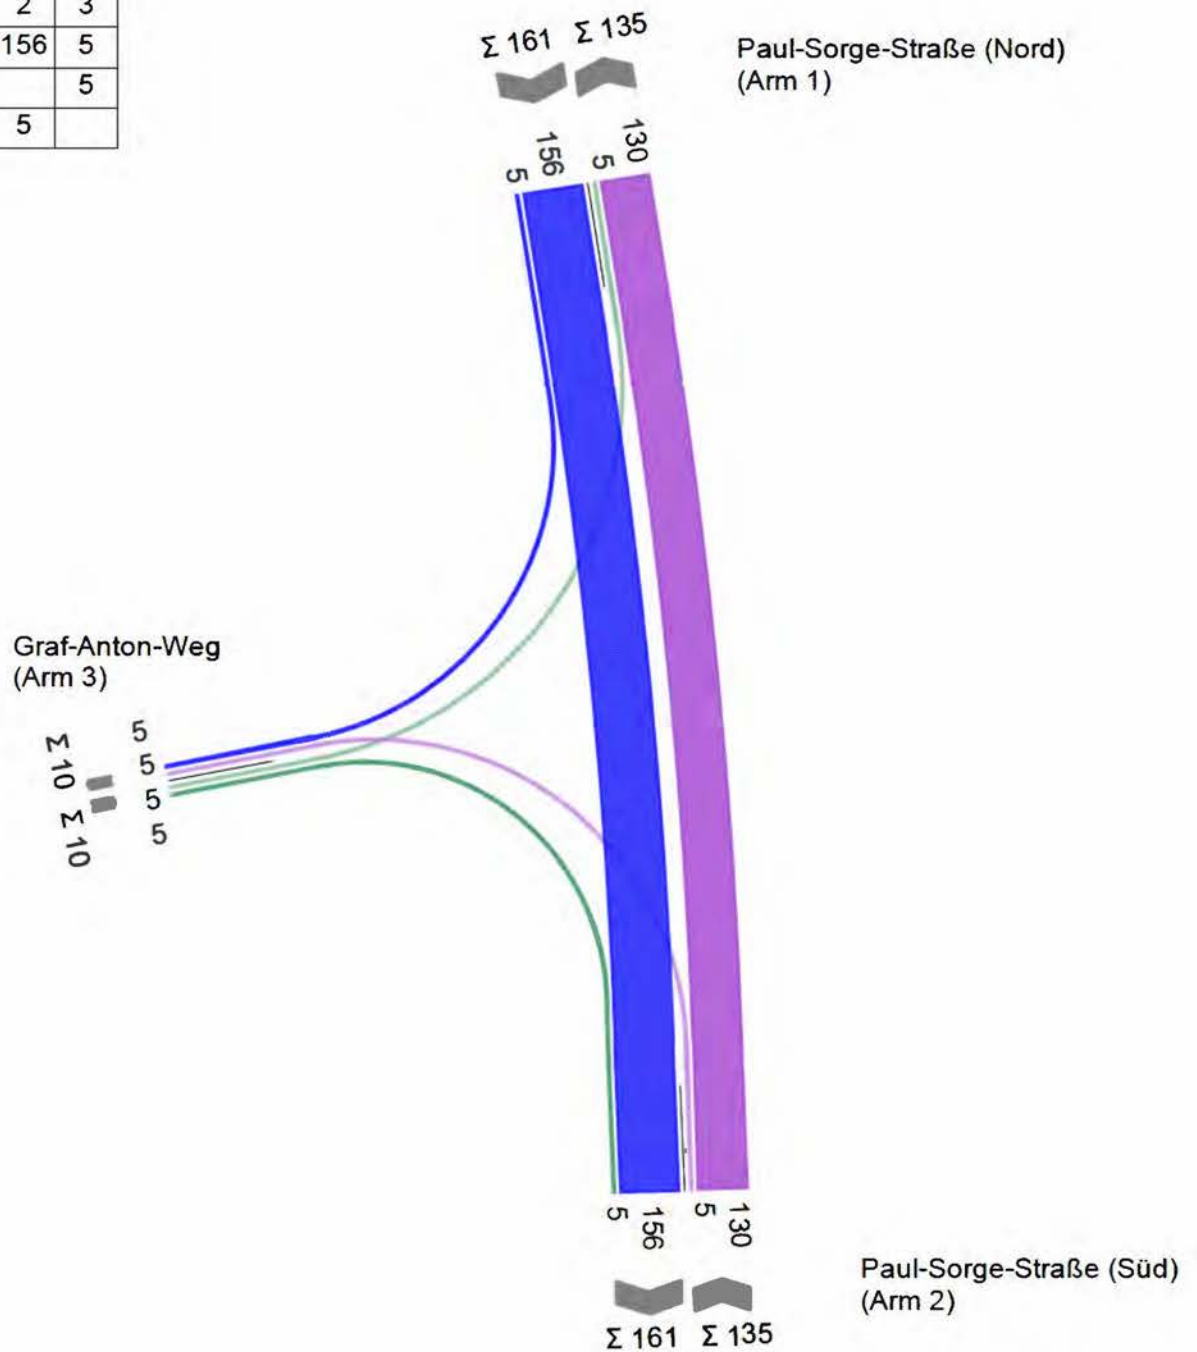 2 3
156 5
5
5
Σ 161 Σ 135
Paul-Sorge-Straße (Nord)
(Arm 1)
5 156 5 130
Graf-Anton-Weg
(Arm 3)
Σ 10
Σ 10
5
5
5
5
5 156 5 130
Paul-Sorge-Straße (Süd)
(Arm 2)
Σ 161 Σ 135